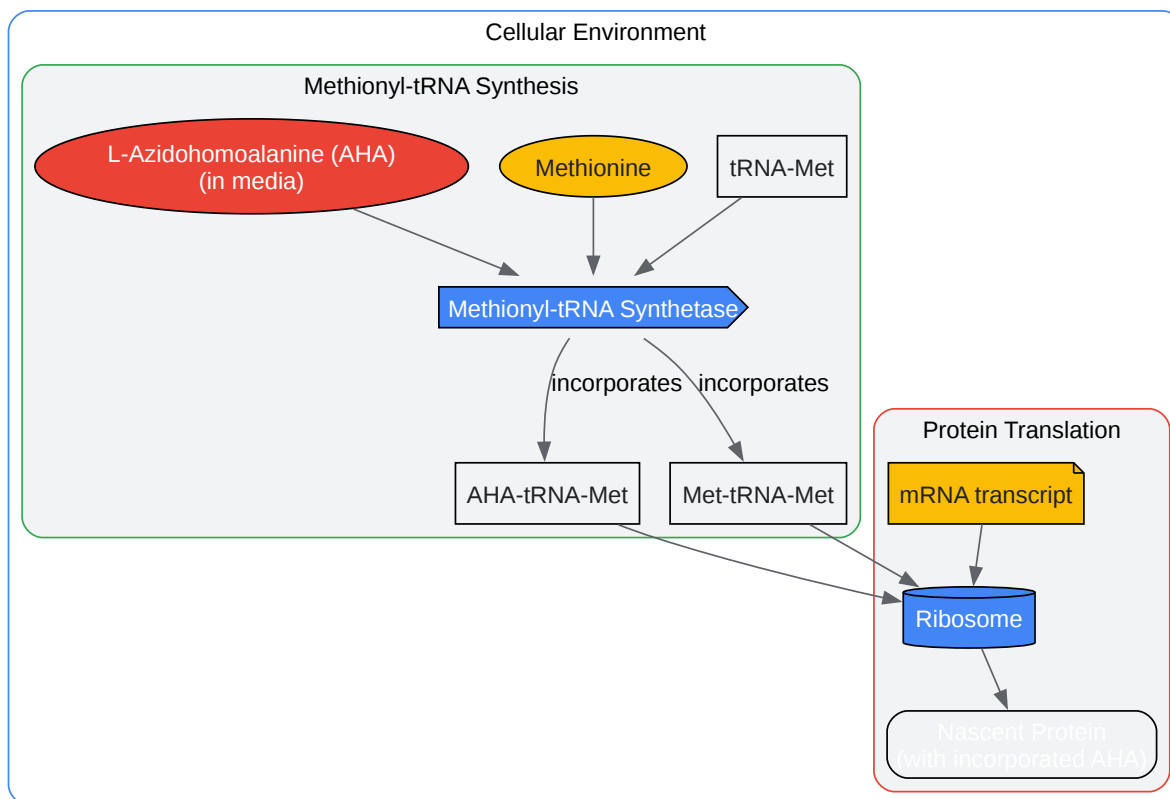 Cellular Environment
Methionyl-tRNA Synthesis
L-Azidohomoalanine (AHA)
(in media)
Methionine
tRNA-Met
Methionyl-tRNA Synthetase
incorporates
incorporates
AHA-tRNA-Met
Met-tRNA-Met
Protein Translation
mRNA transcript
Ribosome
Nascent Protein
(with incorporated AHA)